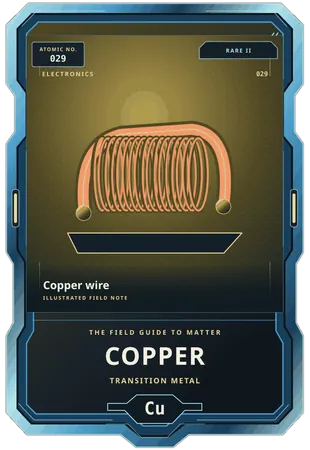 ATOMIC NO.
029
RARE II
ELECTRONICS
029
Copper wire
ILLUSTRATED FIELD NOTE
THE FIELD GUIDE TO MATTER
COPPER
TRANSITION METAL
Cu